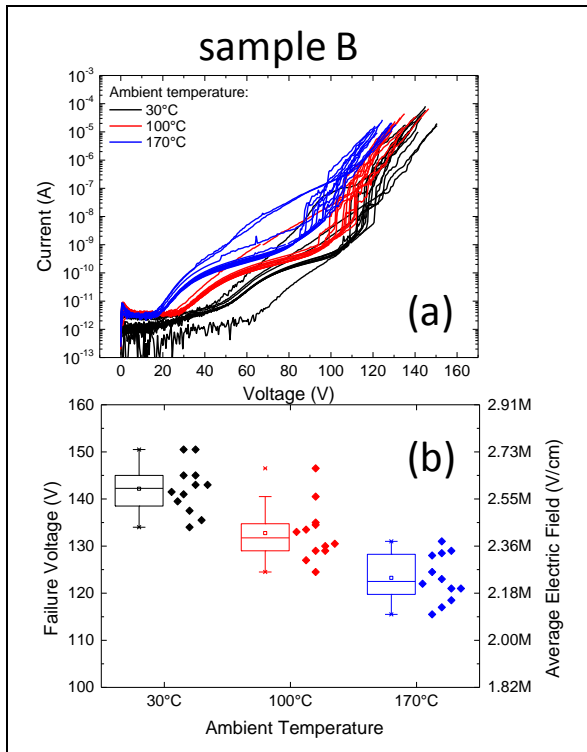 sample B
10⁻³
10⁻⁴
10⁻⁵
10⁻⁶
10⁻⁷
10⁻⁸
10⁻⁹
10⁻¹⁰
10⁻¹¹
10⁻¹²
10⁻¹³
Currrent (A)
Ambient temperature:
30°C
100°C
170°C
(a)
0 20 40 60 80 100 120 140 160
Voltage (V)
160
150
140
130
120
110
100
Failure Voltage (V)
(b)
2.91M
2.73M
2.55M
2.36M
2.18M
2.00M
1.82M
Average Electric Field (V/cm)
30°C 100°C 170°C
Ambient Temperature